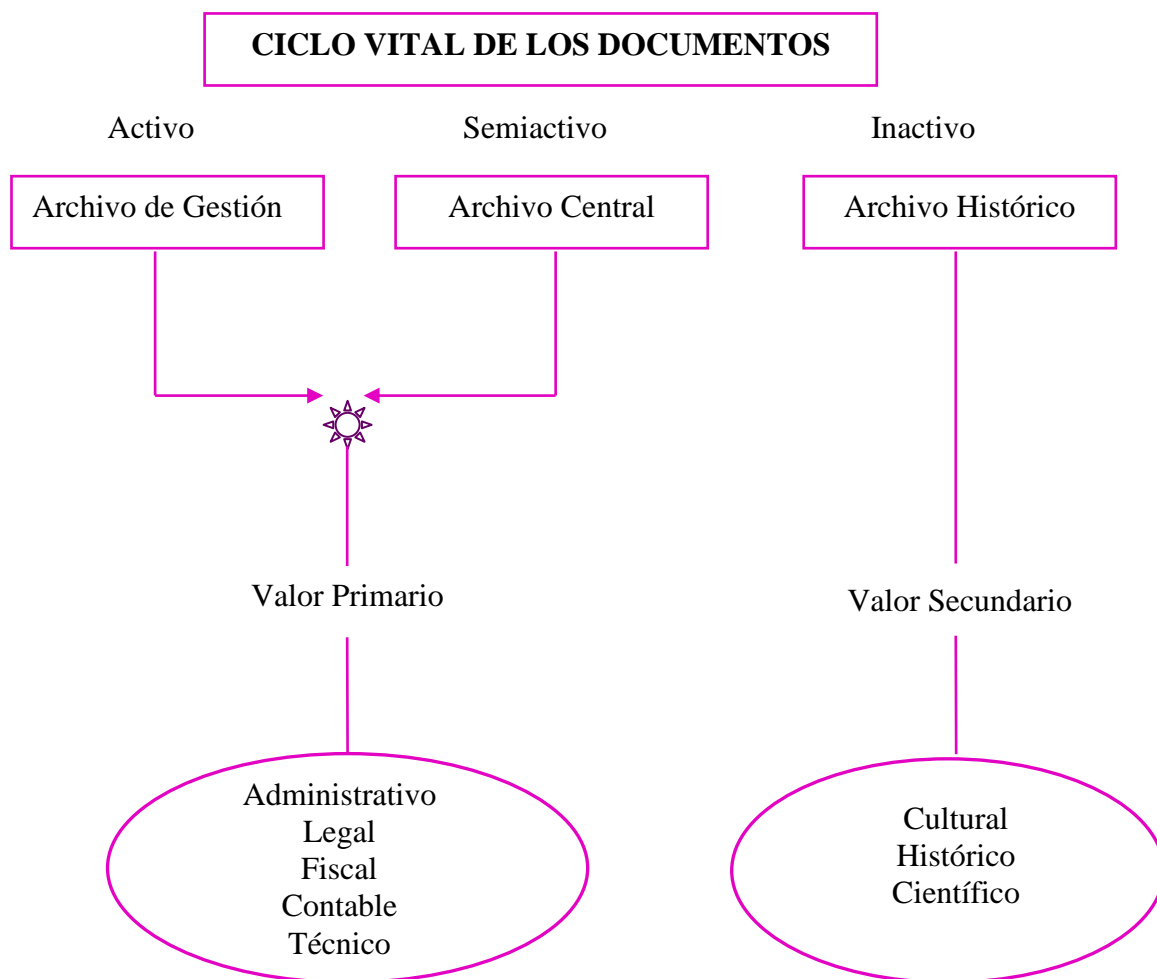 CICLO VITAL DE LOS DOCUMENTOS
Activo
Semiactivo
Inactivo
Archivo de Gestión
Archivo Central
Archivo Histórico
Valor Primario
Valor Secundario
Administrativo
Legal
Fiscal
Contable
Técnico
Cultural
Histórico
Científico